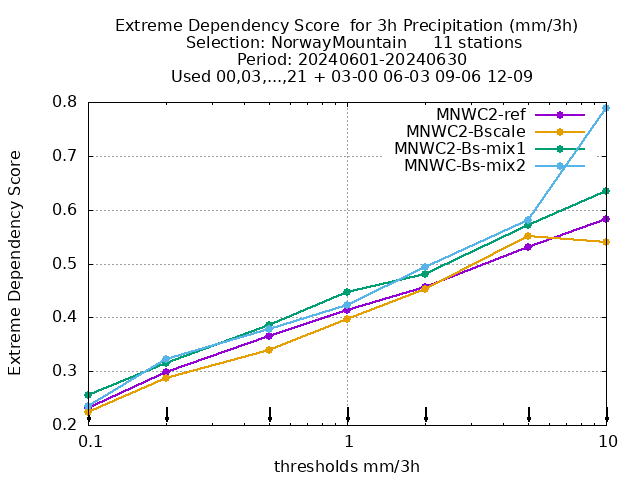 Extreme Dependency Score  for 3h Precipitation (mm/3h)
Selection: NorwayMountain     11 stations
Period: 20240601-20240630
Used 00,03,...,21 + 03-00 06-03 09-06 12-09
MNWC2-ref
MNWC2-Bscale
MNWC2-Bs-mix1
MNWC-Bs-mix2
Extreme Dependency Score
0.8
0.7
0.6
0.5
0.4
0.3
0.2
0.1
1
10
thresholds mm/3h